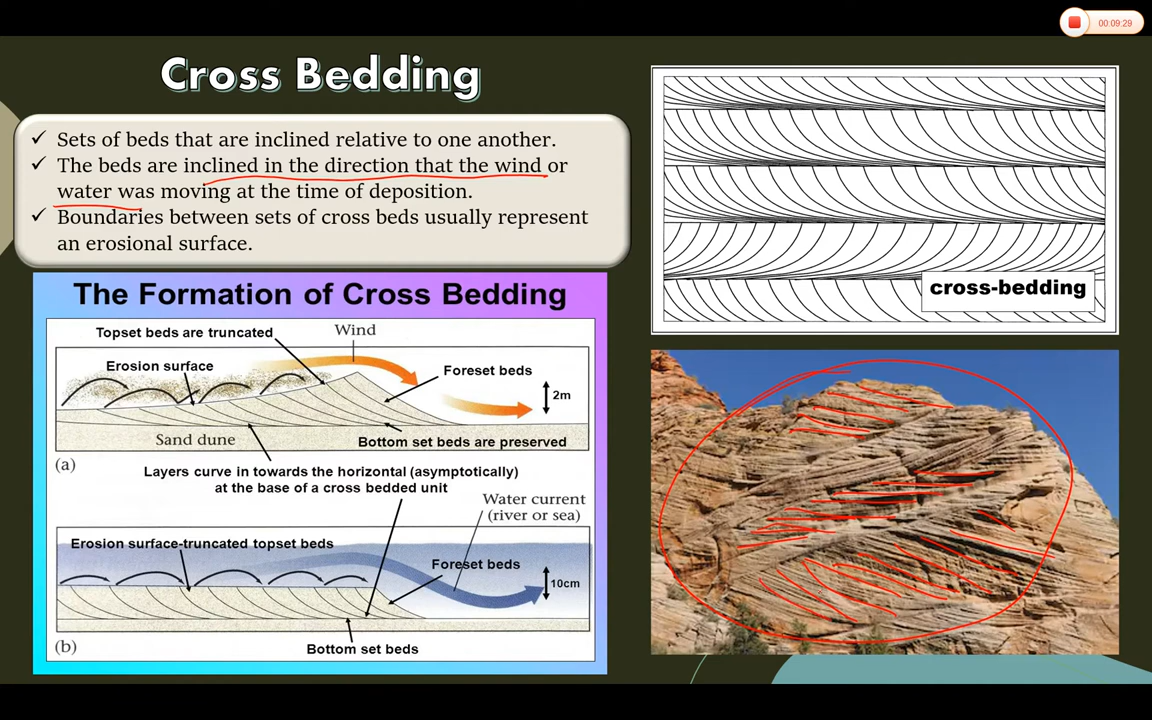 00:09:29
Cross Bedding
✓ Sets of beds that are inclined relative to one another.
✓ The beds are inclined in the direction that the wind or
water was moving at the time of deposition.
✓ Boundaries between sets of cross beds usually represent
an erosional surface.
cross-bedding
The Formation of Cross Bedding
Topset beds are truncated
Wind
Erosion surface
Foreset beds
2m
Sand dune
Bottom set beds are preserved
(a)
Layers curve in towards the horizontal (asymptotically)
at the base of a cross bedded unit
Water current
(river or sea)
Erosion surface-truncated topset beds
Foreset beds
10cm
(b)
Bottom set beds